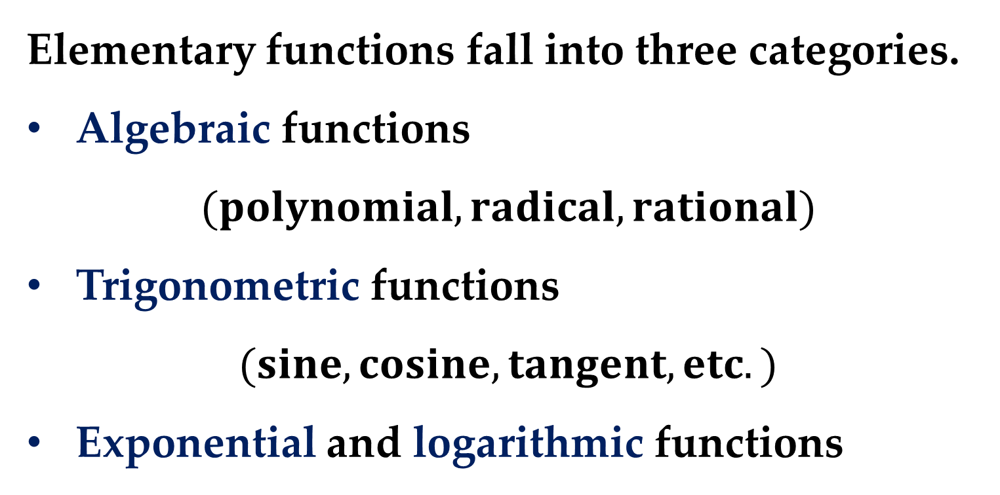 Elementary functions fall into three categories.
• Algebraic functions
(polynomial, radical, rational)
• Trigonometric functions
(sine, cosine, tangent, etc. )
• Exponential and logarithmic functions